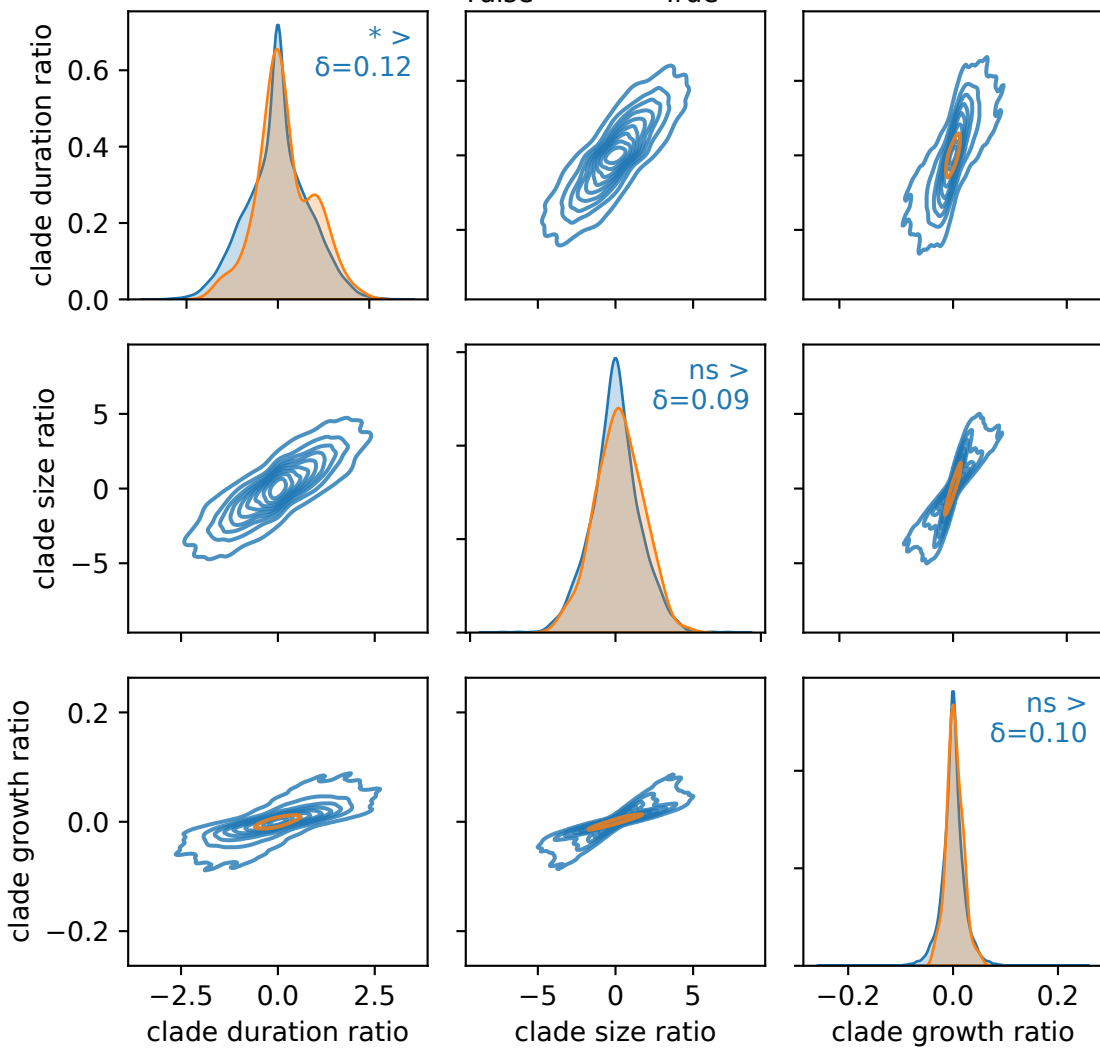 clade duration ratio
0.6
0.4
0.2
0.0
* >
δ=0.12
clade size ratio
5
0
−5
ns >
δ=0.09
clade growth ratio
0.2
0.0
−0.2
ns >
δ=0.10
−2.5 0.0 2.5
−5 0 5
−0.2 0.0 0.2
clade duration ratio
clade size ratio
clade growth ratio